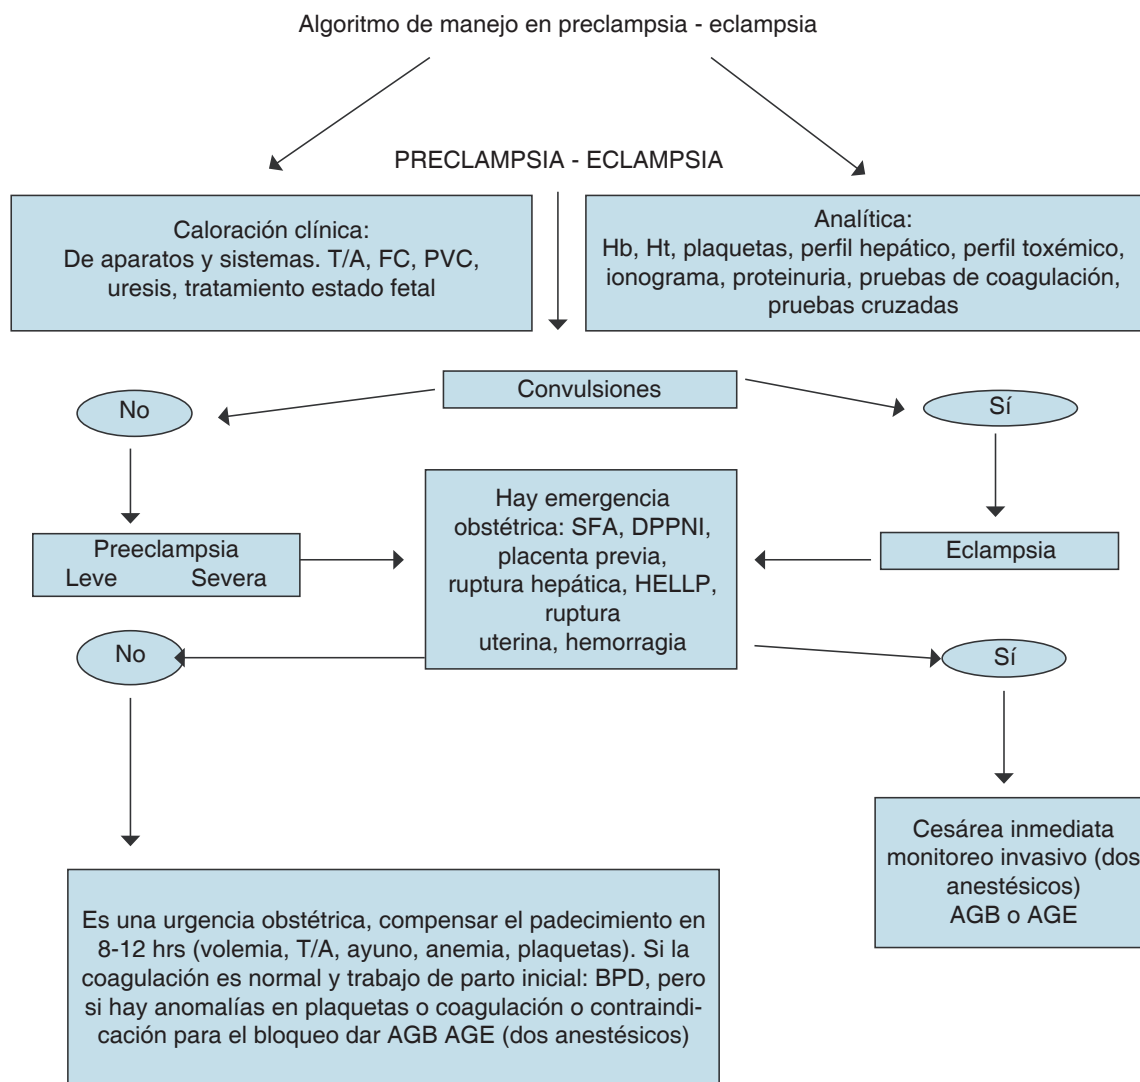 Algoritmo de manejo en preclampsia - eclampsia
PRECLAMPSIA - ECLAMPSIA
Caloración clínica:
De aparatos y sistemas. T/A, FC, PVC,
uresis, tratamiento estado fetal
Analítica:
Hb, Ht, plaquetas, perfil hepático, perfil toxémico,
ionograma, proteinuria, pruebas de coagulación,
pruebas cruzadas
Convulsiones
No
Sí
Preeclampsia
Leve Severa
Hay emergencia
obstétrica: SFA, DPPNI,
placenta previa,
ruptura hepática, HELLP,
ruptura
uterina, hemorragia
Eclampsia
No
Sí
Cesárea inmediata
monitoreo invasivo (dos
anestésicos)
AGB o AGE
Es una urgencia obstétrica, compensar el padecimiento en
8-12 hrs (volemia, T/A, ayuno, anemia, plaquetas). Si la
coagulación es normal y trabajo de parto inicial: BPD, pero
si hay anomalías en plaquetas o coagulación o contraindi-
cación para el bloqueo dar AGB AGE (dos anestésicos)